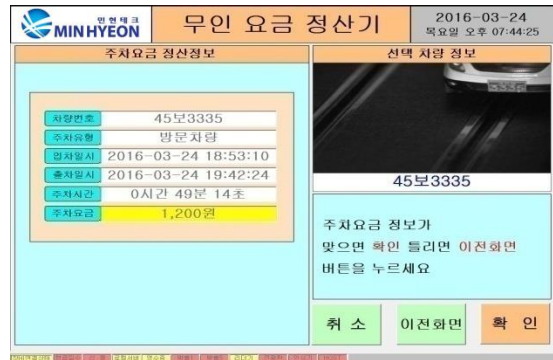 민현테크
MINHYEON
무인 요금 정산기
2016-03-24
목요일 오후 07:44:25
주차요금 정산정보
선택 차량 정보
차량번호 45보3335
주차유형 방문차량
입차일시 2016-03-24 18:53:10
출차일시 2016-03-24 19:42:24
주차시간 0시간 49분 14초
주차요금 1,200원
45보3335
주차요금 정보가
맞으면 확인 틀리면 이전화면
버튼을 누르세요
취 소
이전화면
확 인